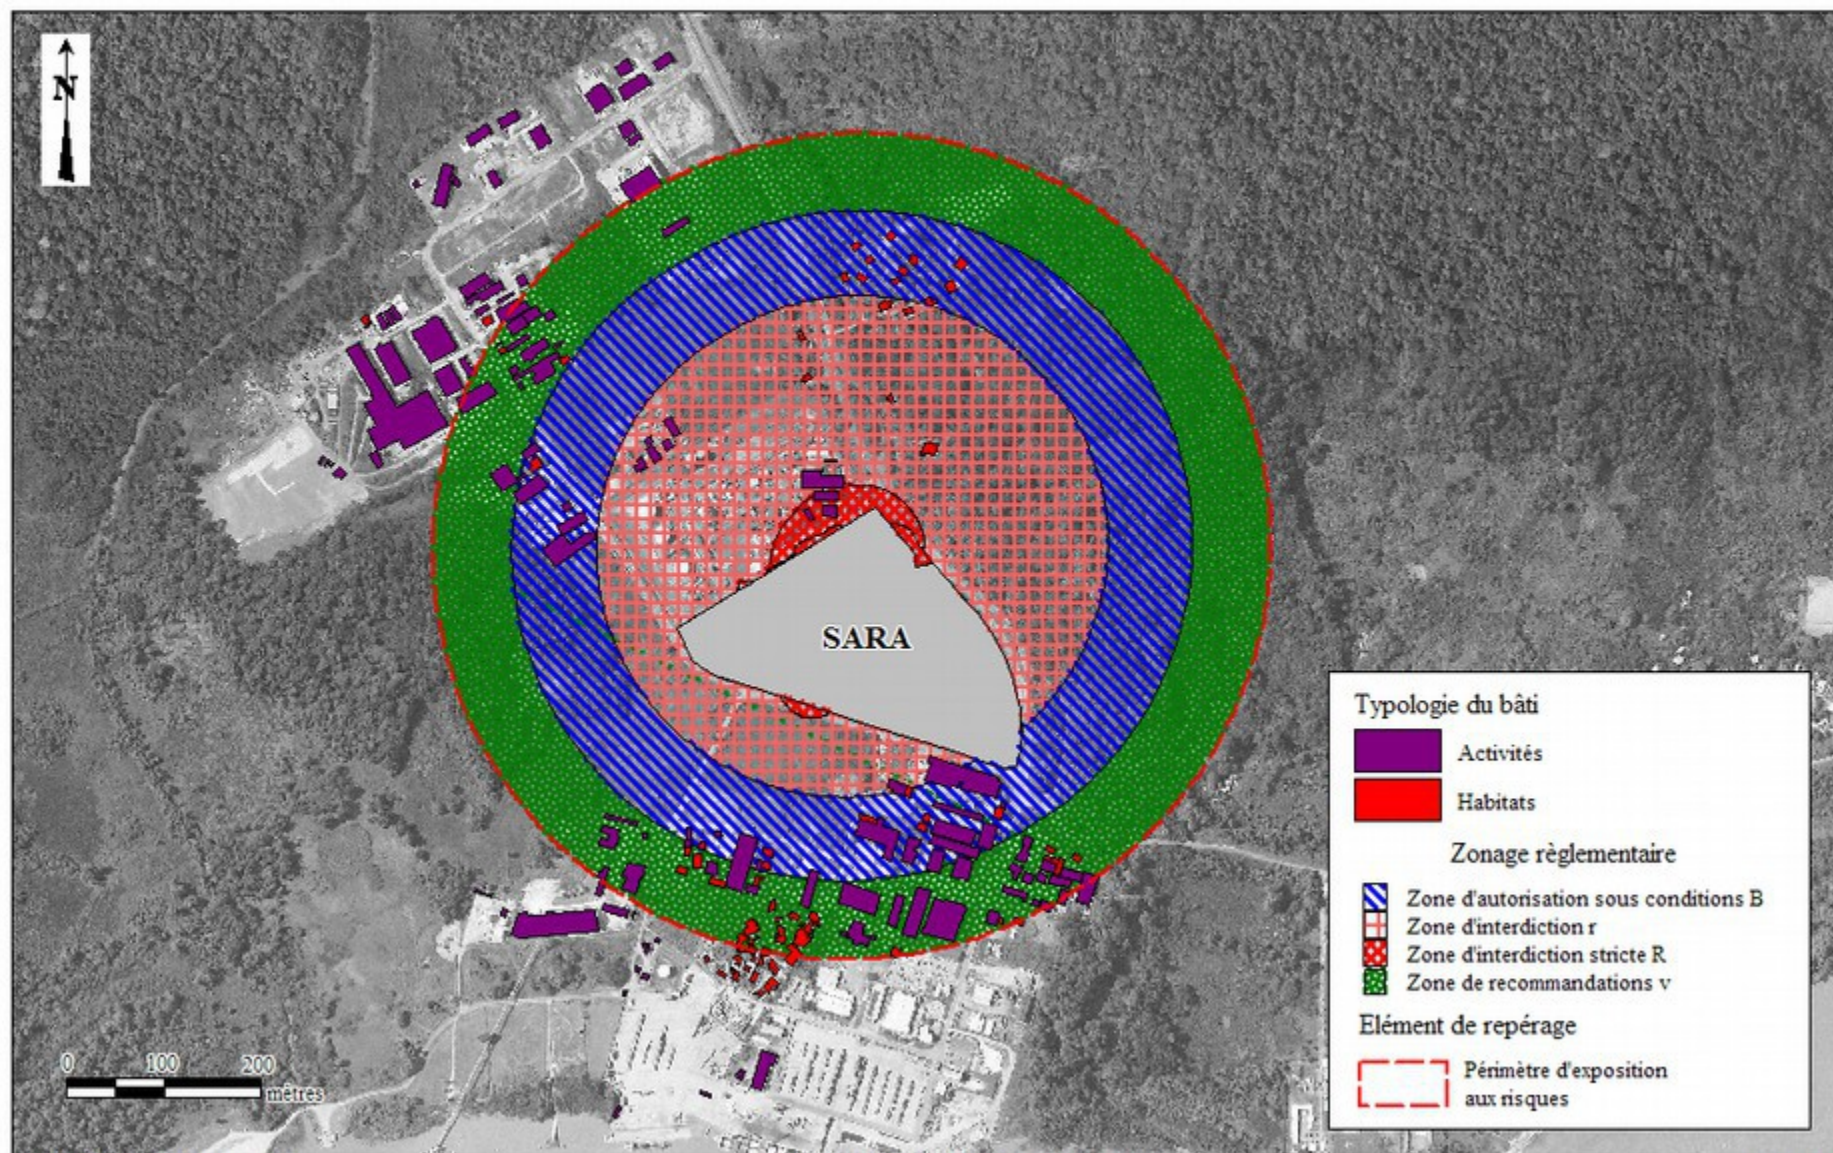 N
SARA
Typologie du bâti
Activités
Habitats
Zonage règlementaire
Zone d'autorisation sous conditions B
Zone d'interdiction r
Zone d'interdiction stricte R
Zone de recommandations v
Elément de repérage
Périmètre d'exposition
aux risques
0 100 200
mêtres